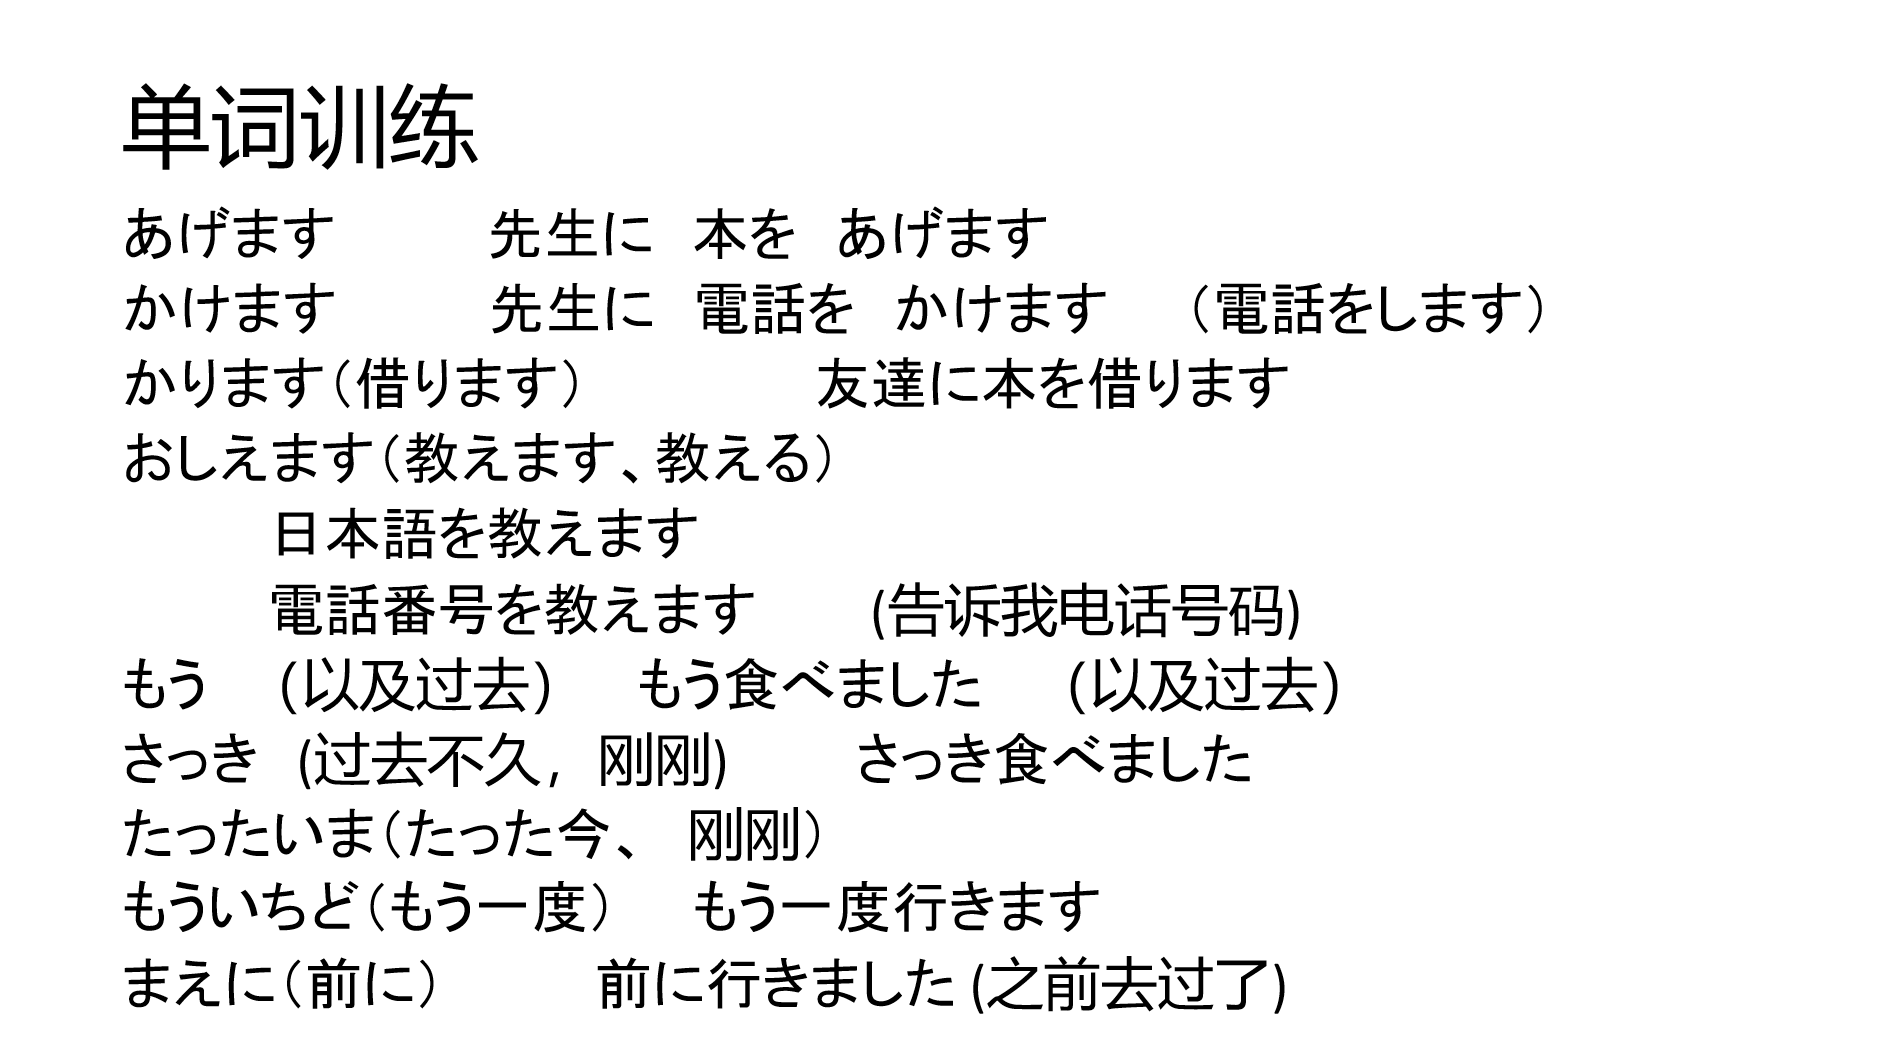 单词训练
あげます　　　先生に　本を　あげます
かけます　　　先生に　電話を　かけます　（電話をします）
かります（借ります）　　　　　友達に本を借ります
おしえます（教えます、教える）
日本語を教えます
電話番号を教えます　　(告诉我电话号码)
もう　(以及过去)　もう食べました　(以及过去)
さっき (过去不久，刚刚)　　さっき食べました
たったいま（たった今、 刚刚）
もういちど（もう一度）　もう一度行きます
まえに（前に）　　　前に行きました (之前去过了)